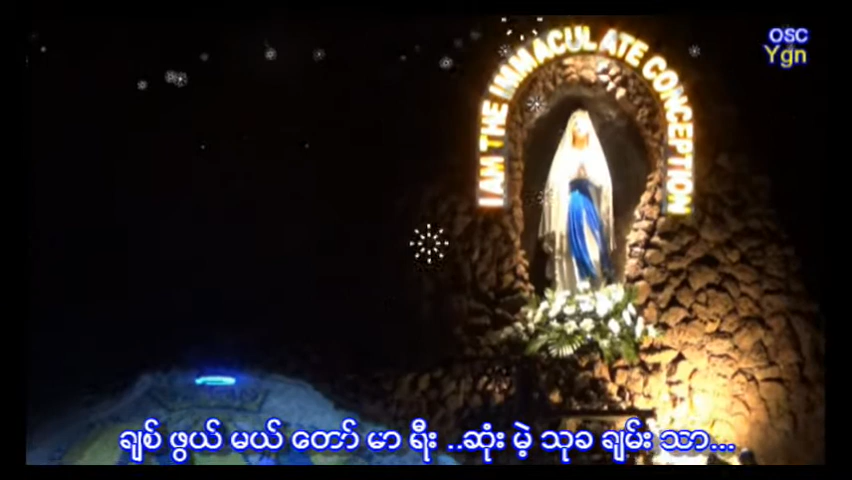 I AM THE IMMACULATE CONCEPTION
OSC
Ygn
ချစ် ဖွယ် မယ် တော် မာ ရီး ..ဆုံး မဲ့ သုခ ချမ်း သာ...